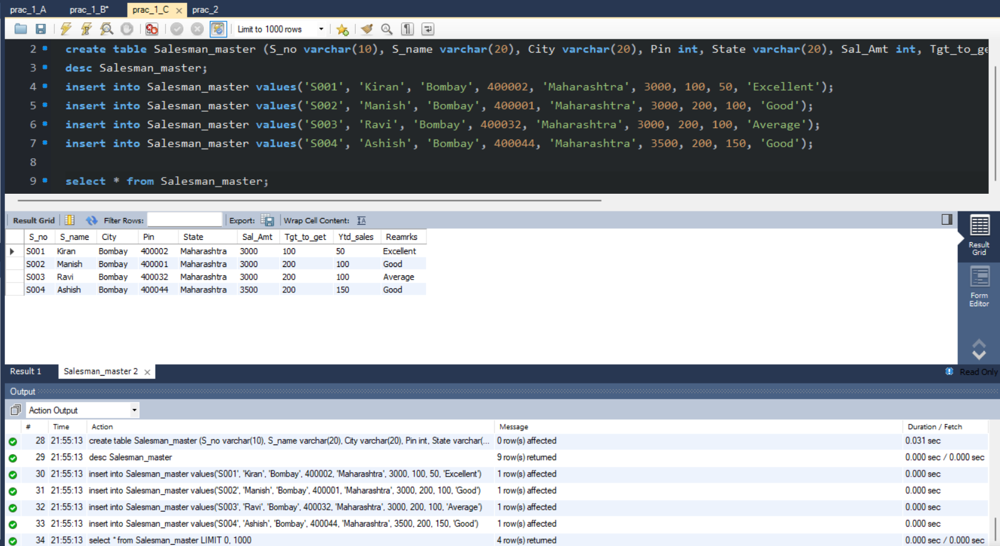 prac_1_A prac_1_B* prac_1_C prac_2
Limit to 1000 rows
2 create table Salesman_master (S_no varchar(10), S_name varchar(20), City varchar(20), Pin int, State varchar(20), Sal_Amt int, Tgt_to_ge
3 desc Salesman_master;
4 insert into Salesman_master values('S001', 'Kiran', 'Bombay', 400002, 'Maharashtra', 3000, 100, 50, 'Excellent');
5 insert into Salesman_master values('S002', 'Manish', 'Bombay', 400001, 'Maharashtra', 3000, 200, 100, 'Good');
6 insert into Salesman_master values('S003', 'Ravi', 'Bombay', 400032, 'Maharashtra', 3000, 200, 100, 'Average');
7 insert into Salesman_master values('S004', 'Ashish', 'Bombay', 400044, 'Maharashtra', 3500, 200, 150, 'Good');
8
9 select * from Salesman_master;
Result Grid Filter Rows: Export: Wrap Cell Content:
S_no S_name City Pin State Sal_Amt Tgt_to_get Ytd_sales Reamrks
S001 Kiran Bombay 400002 Maharashtra 3000 100 50 Excellent
S002 Manish Bombay 400001 Maharashtra 3000 200 100 Good
S003 Ravi Bombay 400032 Maharashtra 3000 200 100 Average
S004 Ashish Bombay 400044 Maharashtra 3500 200 150 Good
Result
Grid
Form
Editor
Result 1 Salesman_master 2 Read Only
Output
Action Output
# Time Action Message Duration / Fetch
28 21:55:13 create table Salesman_master (S_no varchar(10), S_name varchar(20), City varchar(20), Pin int, State varchar(... 0 row(s) affected 0.031 sec
29 21:55:13 desc Salesman_master 9 row(s) returned 0.000 sec / 0.000 sec
30 21:55:13 insert into Salesman_master values('S001', 'Kiran', 'Bombay', 400002, 'Maharashtra', 3000, 100, 50, 'Excellent') 1 row(s) affected 0.000 sec
31 21:55:13 insert into Salesman_master values('S002', 'Manish', 'Bombay', 400001, 'Maharashtra', 3000, 200, 100, 'Good') 1 row(s) affected 0.000 sec
32 21:55:13 insert into Salesman_master values('S003', 'Ravi', 'Bombay', 400032, 'Maharashtra', 3000, 200, 100, 'Average') 1 row(s) affected 0.000 sec
33 21:55:13 insert into Salesman_master values('S004', 'Ashish', 'Bombay', 400044, 'Maharashtra', 3500, 200, 150, 'Good') 1 row(s) affected 0.000 sec
34 21:55:13 select * from Salesman_master LIMIT 0, 1000 4 row(s) returned 0.000 sec / 0.000 sec